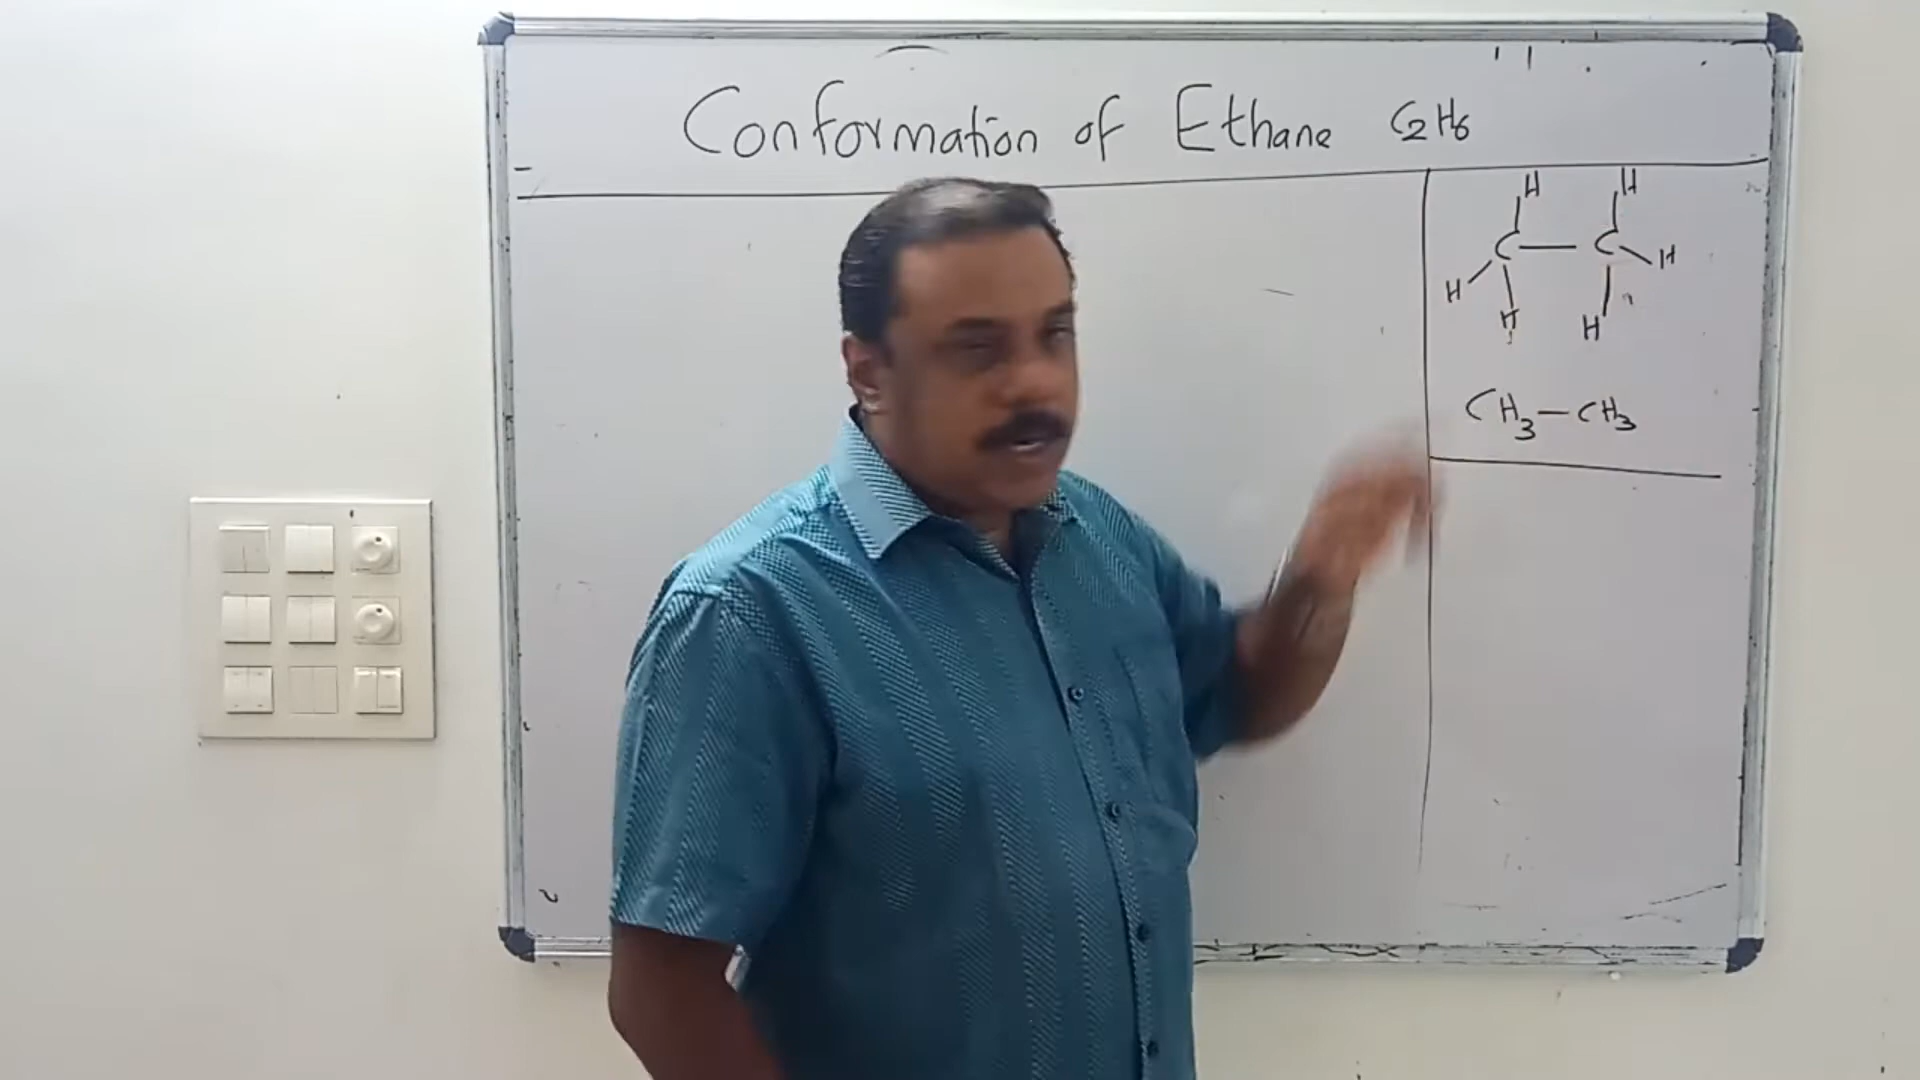 Conformation of Ethane C2H6
H H
C — C
H H
H H
CH3 — CH3